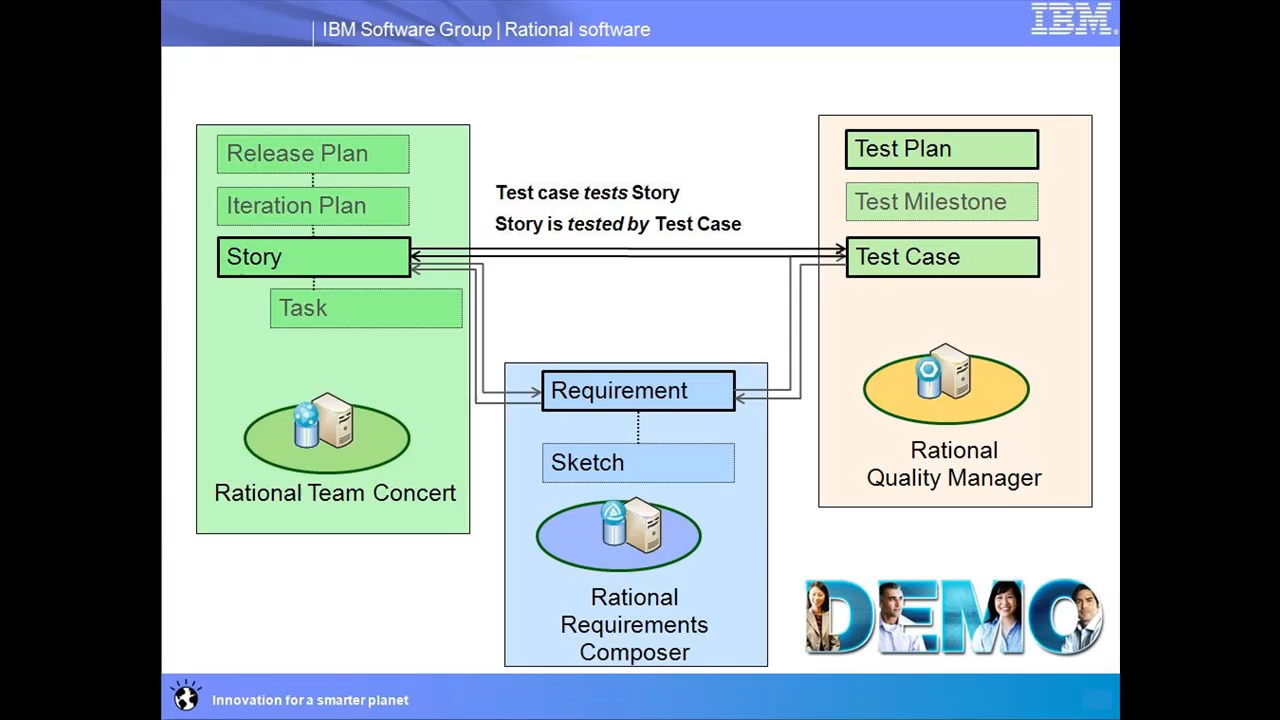 IBM Software Group | Rational software
IBM
Release Plan
Iteration Plan
Story
Task
Rational Team Concert
Test case tests Story
Story is tested by Test Case
Requirement
Sketch
Rational
Requirements
Composer
Test Plan
Test Milestone
Test Case
Rational
Quality Manager
DEMO
Innovation for a smarter planet